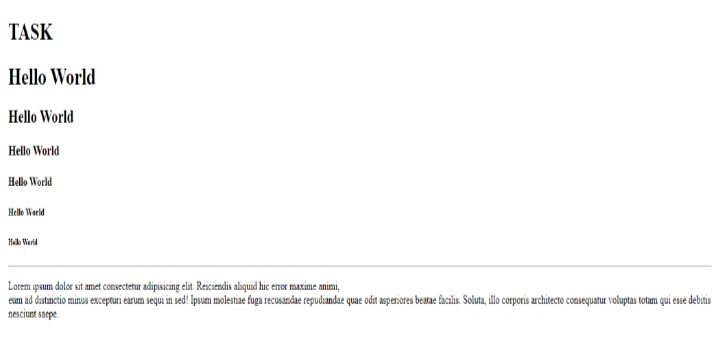 TASK
Hello World
Hello World
Hello World
Hello World
Hello World
Hello World
Lorem ipsum dolor sit amet consectetur adipisicing elit. Reiciendis aliquid hic error maxime animi,
eum ad distinctio minus excepturi earum sequi in sed! Ipsum molestiae fuga recusandae repudiandae quae odit asperiores beatae facilis. Soluta, illo corporis architecto consequatur voluptas totam qui esse debitis
nesciunt saepe.